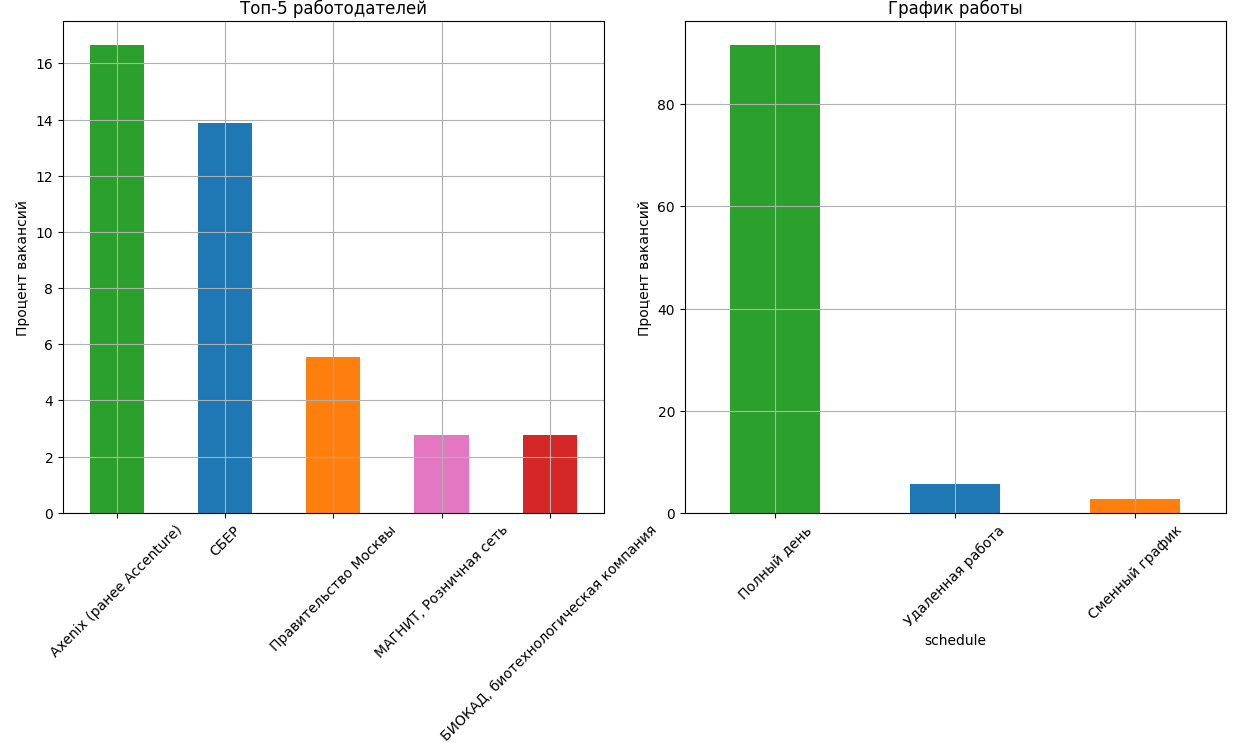 Топ-5 работодателей
Процент вакансий
16
14
12
10
8
6
4
2
0
Axenix (ранее Accenture)
СБЕР
Правительство Москвы
МАГНИТ, Розничная сеть
БИОКАД, биотехнологическая компания
График работы
Процент вакансий
80
60
40
20
0
Полный день
Удаленная работа
Сменный график
schedule